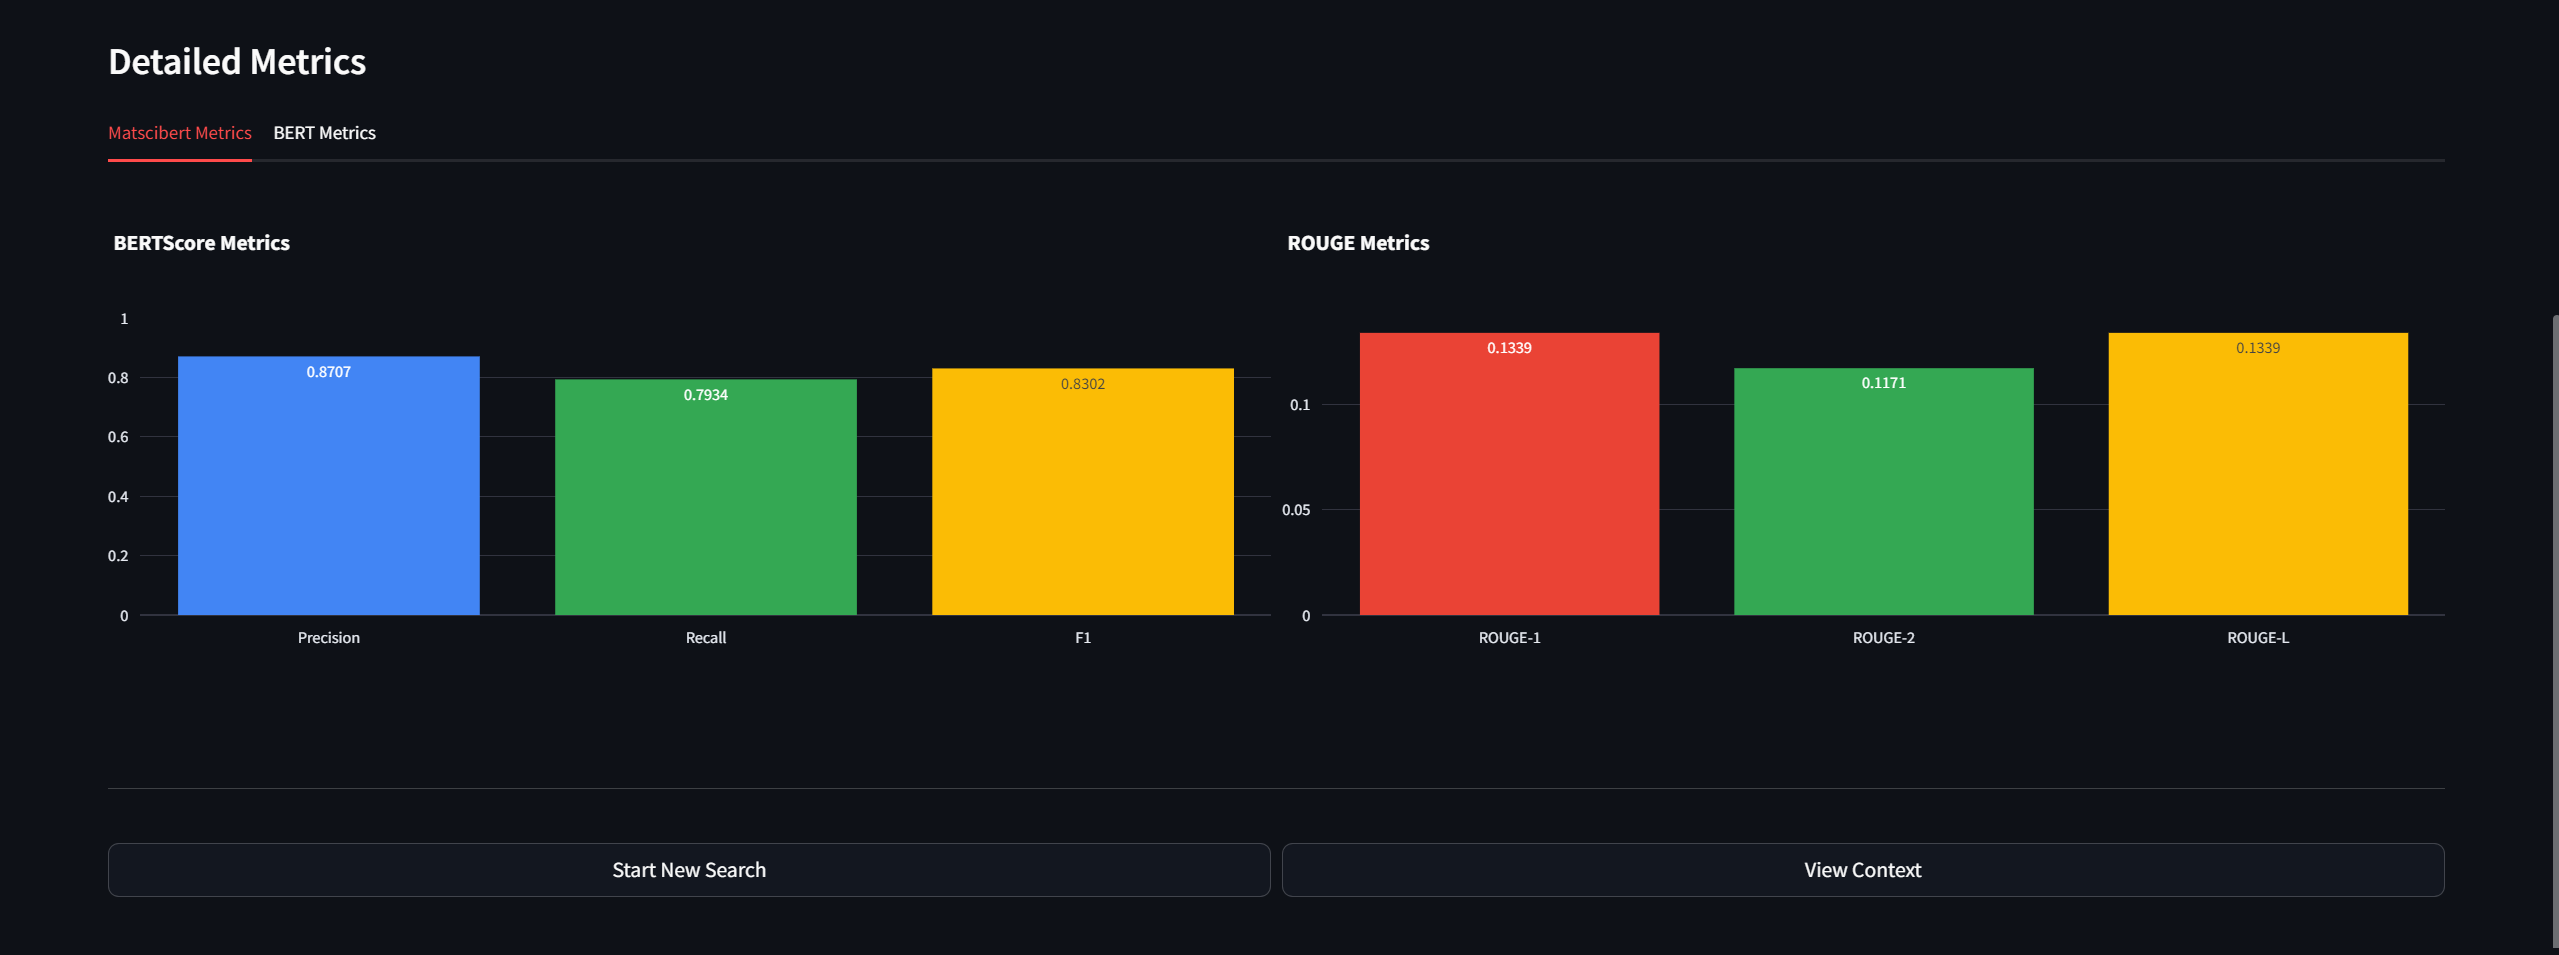 Detailed Metrics
Matscibert Metrics BERT Metrics
BERTScore Metrics
1
0.8
0.6
0.4
0.2
0
0.8707
0.7934
0.8302
Precision Recall F1
ROUGE Metrics
0.1
0.05
0
0.1339
0.1171
0.1339
ROUGE-1 ROUGE-2 ROUGE-L
Start New Search View Context